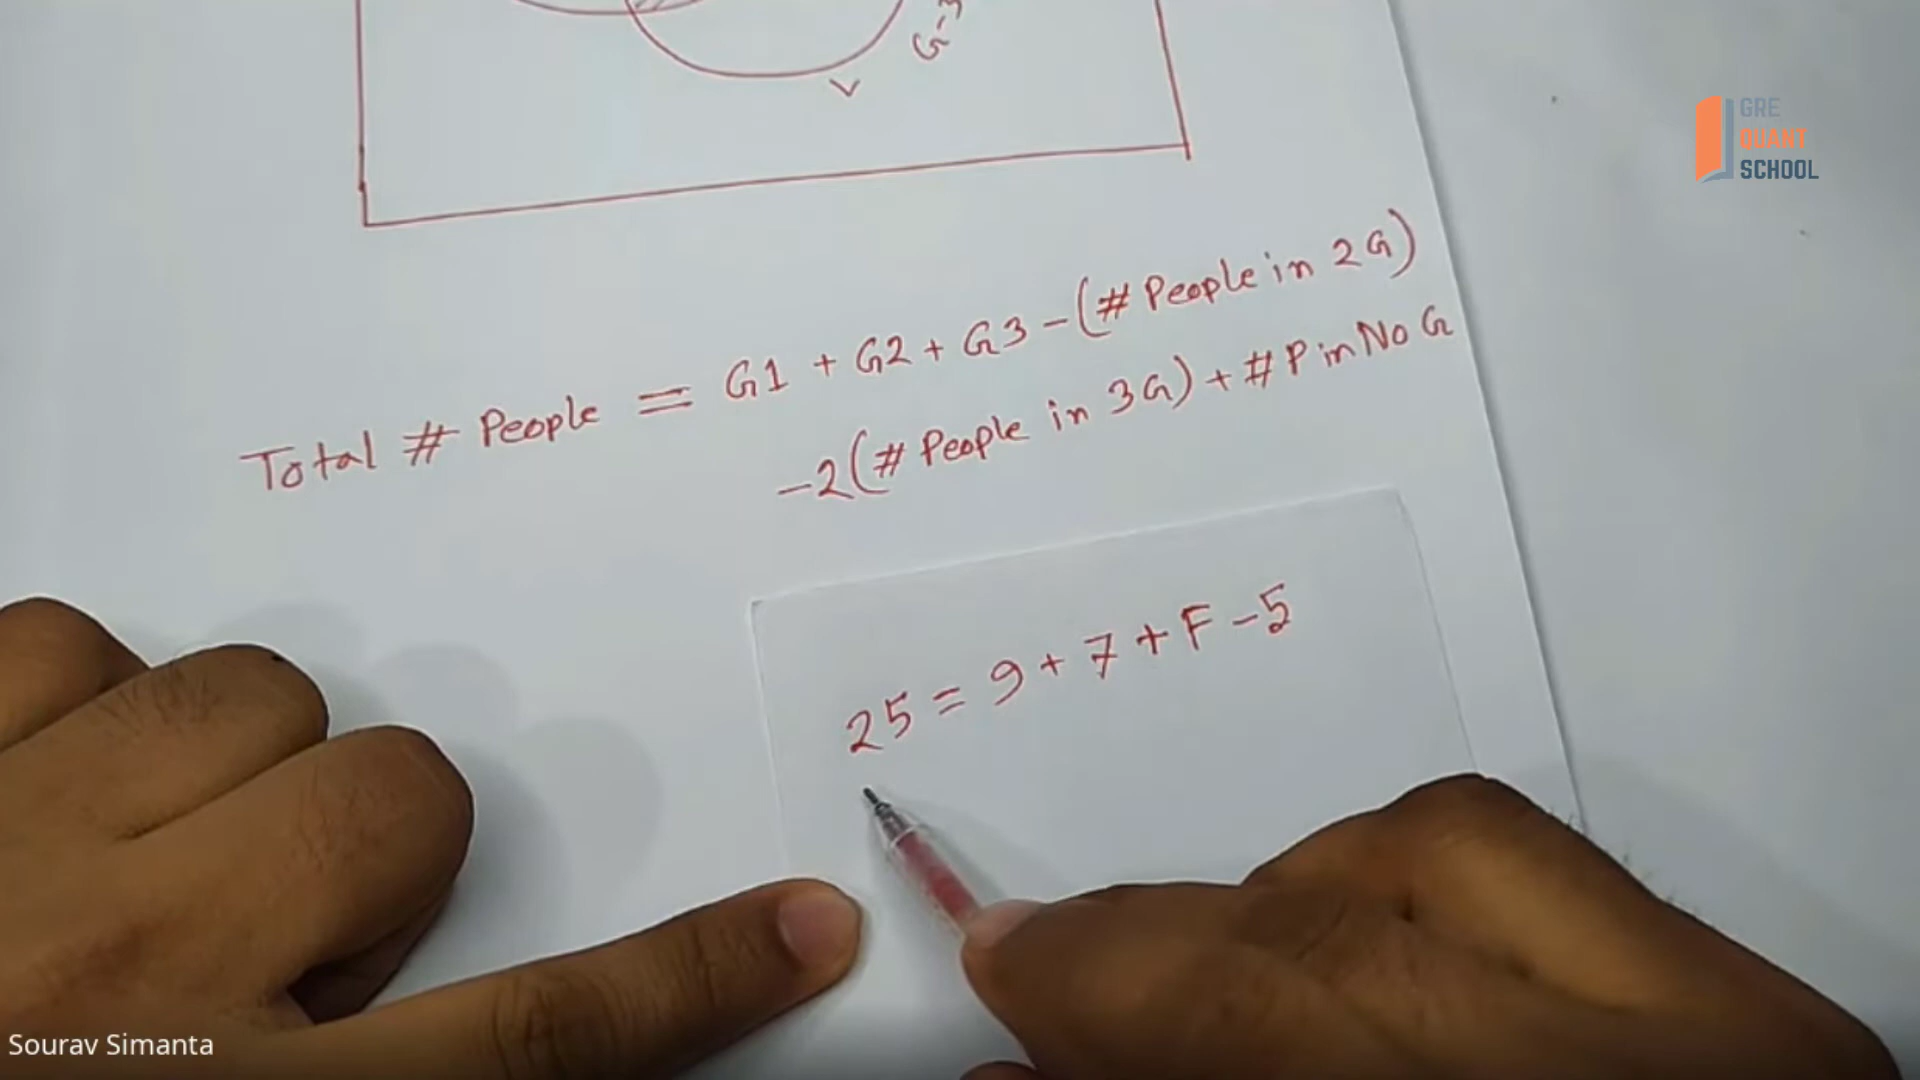 V
GRE
QUANT
SCHOOL
Total # People = G1 + G2 + G3 - (# People in 2G)
-2 (# People in 3G) + # P in No G
25 = 9 + 7 + F - 5
Sourav Simanta